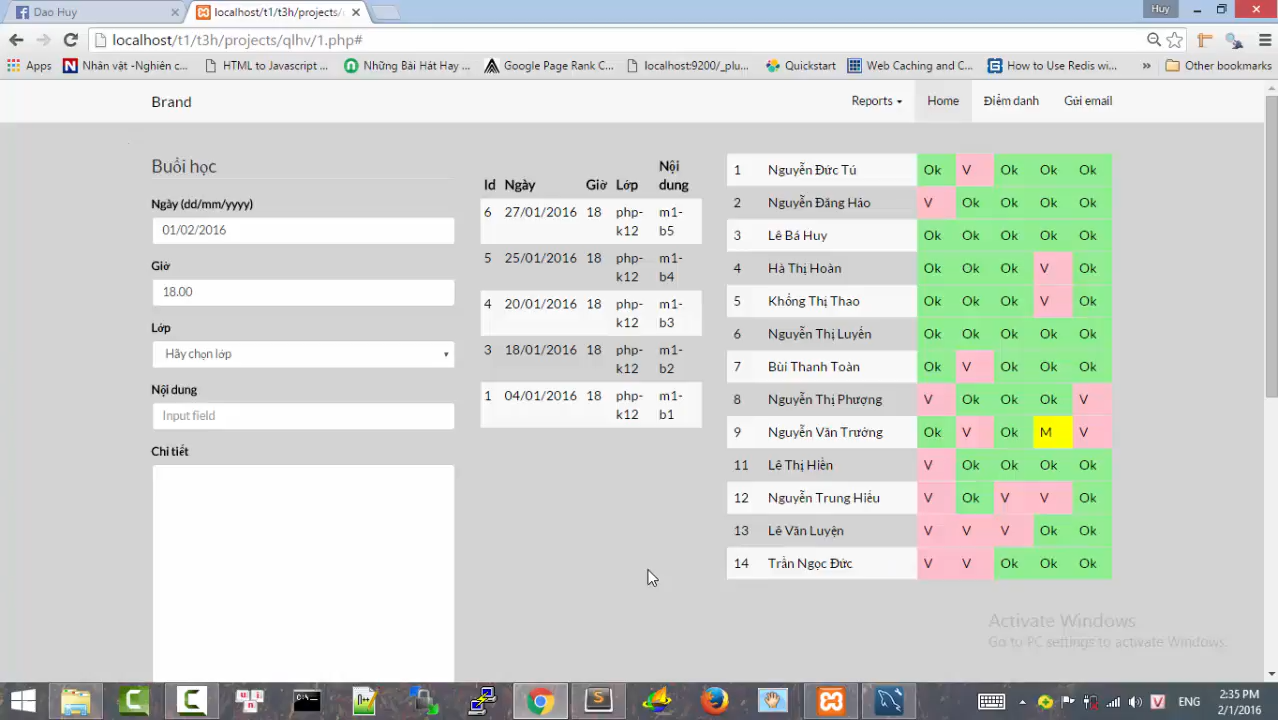 Dao Huy
localhost/t1/t3h/projects/
Huy
localhost/t1/t3h/projects/qlhv/1.php#
Apps
Nhân vật -Nghiên c...
HTML to Javascript ...
Những Bài Hát Hay ...
Google Page Rank C...
localhost:9200/_plu...
Quickstart
Web Caching and C...
How to Use Redis wi...
»
Other bookmarks
Brand
Reports
Home
Điểm danh
Gửi email
Buổi học
Ngày (dd/mm/yyyy)
01/02/2016
Giờ
18.00
Lớp
Hãy chọn lớp
Nội dung
Input field
Chi tiết
Id Ngày Giờ Lớp Nội dung
6 27/01/2016 18 php-k12 m1-b5
5 25/01/2016 18 php-k12 m1-b4
4 20/01/2016 18 php-k12 m1-b3
3 18/01/2016 18 php-k12 m1-b2
1 04/01/2016 18 php-k12 m1-b1
1 Nguyễn Đức Tú Ok V Ok Ok Ok
2 Nguyễn Đăng Hảo V Ok Ok Ok Ok
3 Lê Bá Huy Ok Ok Ok Ok Ok
4 Hà Thị Hoàn Ok Ok Ok V Ok
5 Khổng Thị Thao Ok Ok Ok V Ok
6 Nguyễn Thị Luyến Ok Ok Ok Ok Ok
7 Bùi Thanh Toàn Ok V Ok Ok Ok
8 Nguyễn Thị Phượng V Ok Ok Ok V
9 Nguyễn Văn Trưởng Ok V Ok M V
11 Lê Thị Hiền V Ok Ok Ok Ok
12 Nguyễn Trung Hiếu V Ok V V Ok
13 Lê Văn Luyện V V V Ok Ok
14 Trần Ngọc Đức V V Ok Ok Ok
Activate Windows
Go to PC settings to activate Windows.
ENG
2:35 PM
2/1/2016